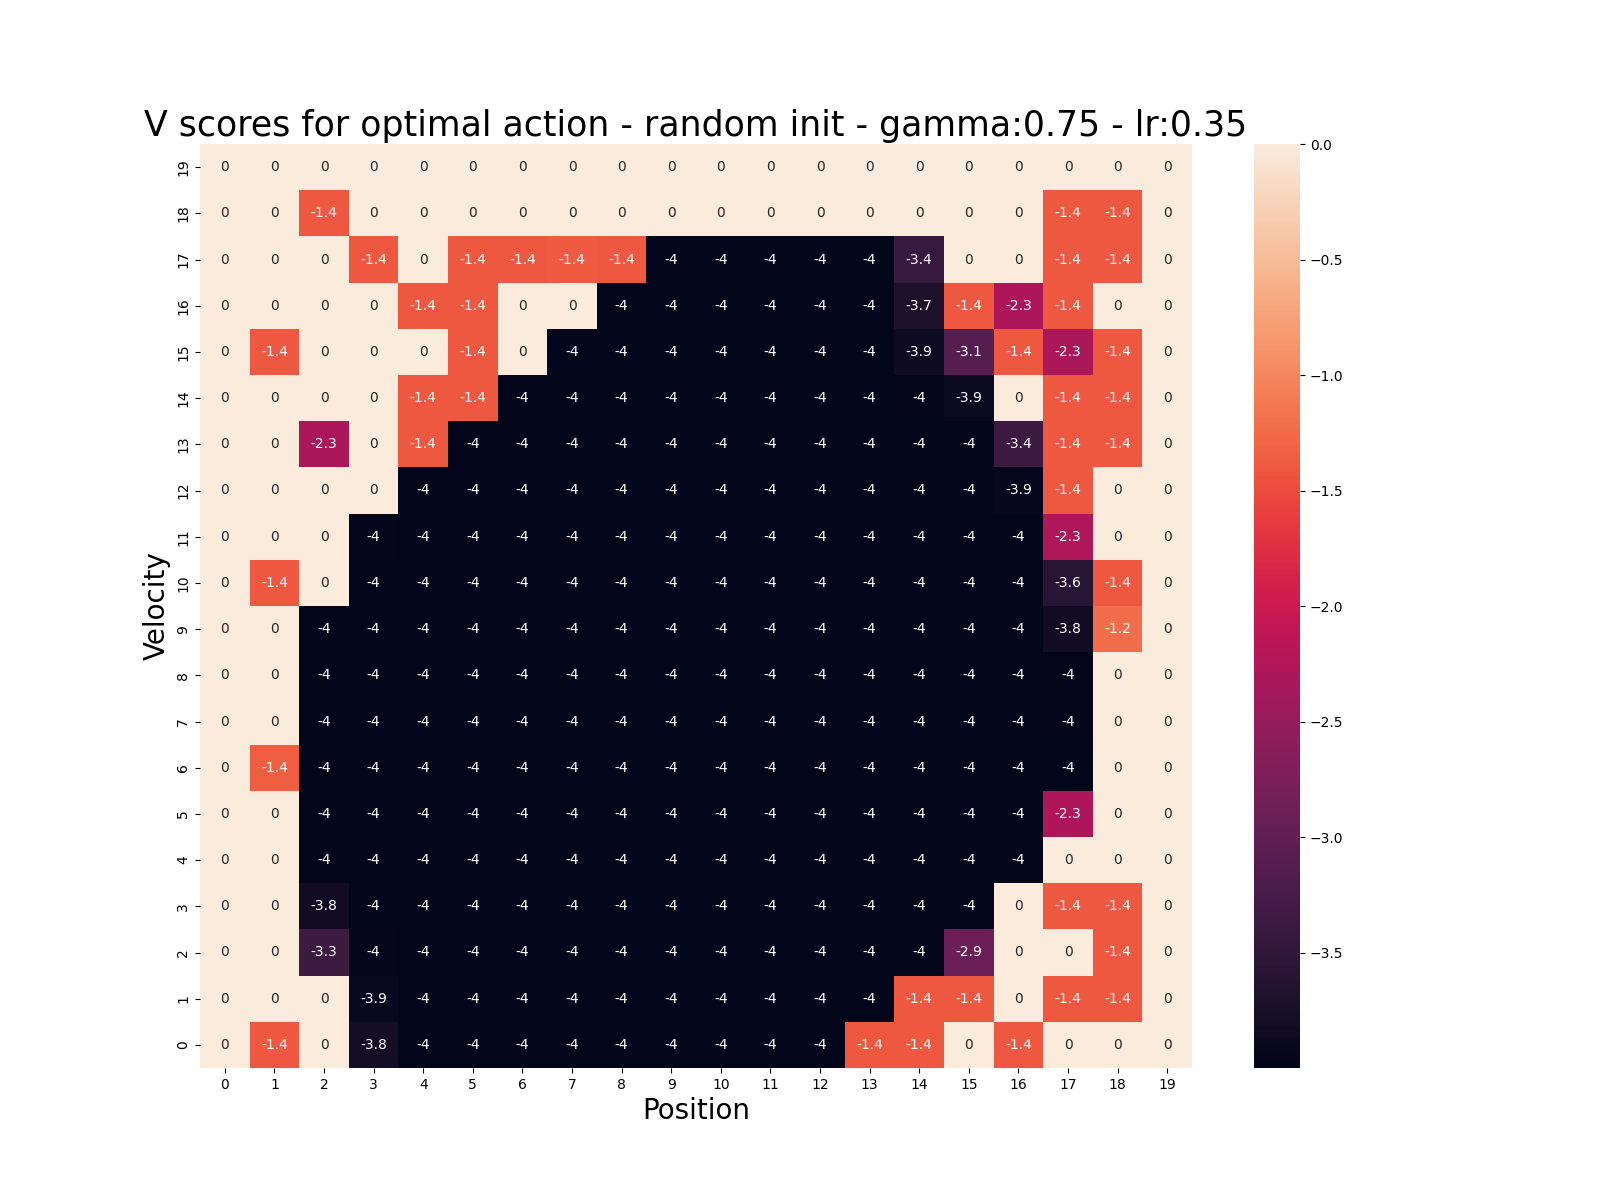 V scores for optimal action - random init - gamma:0.75 - lr:0.35
19 0 0 0 0 0 0 0 0 0 0 0 0 0 0 0 0 0 0 0 0
18 0 0 -1.4 0 0 0 0 0 0 0 0 0 0 0 0 0 0 -1.4 -1.4 0
17 0 0 0 -1.4 0 -1.4 -1.4 -1.4 -1.4 -4 -4 -4 -4 -4 -3.4 0 0 -1.4 -1.4 0
16 0 0 0 0 -1.4 -1.4 0 0 -4 -4 -4 -4 -4 -4 -3.7 -1.4 -2.3 -1.4 0 0
15 0 -1.4 0 0 0 -1.4 0 -4 -4 -4 -4 -4 -4 -4 -3.9 -3.1 -1.4 -2.3 -1.4 0
14 0 0 0 0 -1.4 -1.4 -4 -4 -4 -4 -4 -4 -4 -4 -4 -3.9 0 -1.4 -1.4 0
13 0 0 -2.3 0 -1.4 -4 -4 -4 -4 -4 -4 -4 -4 -4 -4 -4 -3.4 -1.4 -1.4 0
12 0 0 0 0 -4 -4 -4 -4 -4 -4 -4 -4 -4 -4 -4 -4 -3.9 -1.4 0 0
11 0 0 0 -4 -4 -4 -4 -4 -4 -4 -4 -4 -4 -4 -4 -4 -4 -2.3 0 0
10 0 -1.4 0 -4 -4 -4 -4 -4 -4 -4 -4 -4 -4 -4 -4 -4 -4 -3.6 -1.4 0
9 0 0 -4 -4 -4 -4 -4 -4 -4 -4 -4 -4 -4 -4 -4 -4 -4 -3.8 -1.2 0
8 0 0 -4 -4 -4 -4 -4 -4 -4 -4 -4 -4 -4 -4 -4 -4 -4 -4 0 0
7 0 0 -4 -4 -4 -4 -4 -4 -4 -4 -4 -4 -4 -4 -4 -4 -4 -4 0 0
6 0 -1.4 -4 -4 -4 -4 -4 -4 -4 -4 -4 -4 -4 -4 -4 -4 -4 -4 0 0
5 0 0 -4 -4 -4 -4 -4 -4 -4 -4 -4 -4 -4 -4 -4 -4 -4 -2.3 0 0
4 0 0 -4 -4 -4 -4 -4 -4 -4 -4 -4 -4 -4 -4 -4 -4 -4 0 0 0
3 0 0 -3.8 -4 -4 -4 -4 -4 -4 -4 -4 -4 -4 -4 -4 -4 0 -1.4 -1.4 0
2 0 0 -3.3 -4 -4 -4 -4 -4 -4 -4 -4 -4 -4 -4 -4 -2.9 0 0 -1.4 0
1 0 0 0 -3.9 -4 -4 -4 -4 -4 -4 -4 -4 -4 -4 -1.4 -1.4 0 -1.4 -1.4 0
0 0 -1.4 0 -3.8 -4 -4 -4 -4 -4 -4 -4 -4 -4 -1.4 -1.4 0 -1.4 0 0 0
0 1 2 3 4 5 6 7 8 9 10 11 12 13 14 15 16 17 18 19
Position
Velocity
0.0
−0.5
−1.0
−1.5
−2.0
−2.5
−3.0
−3.5